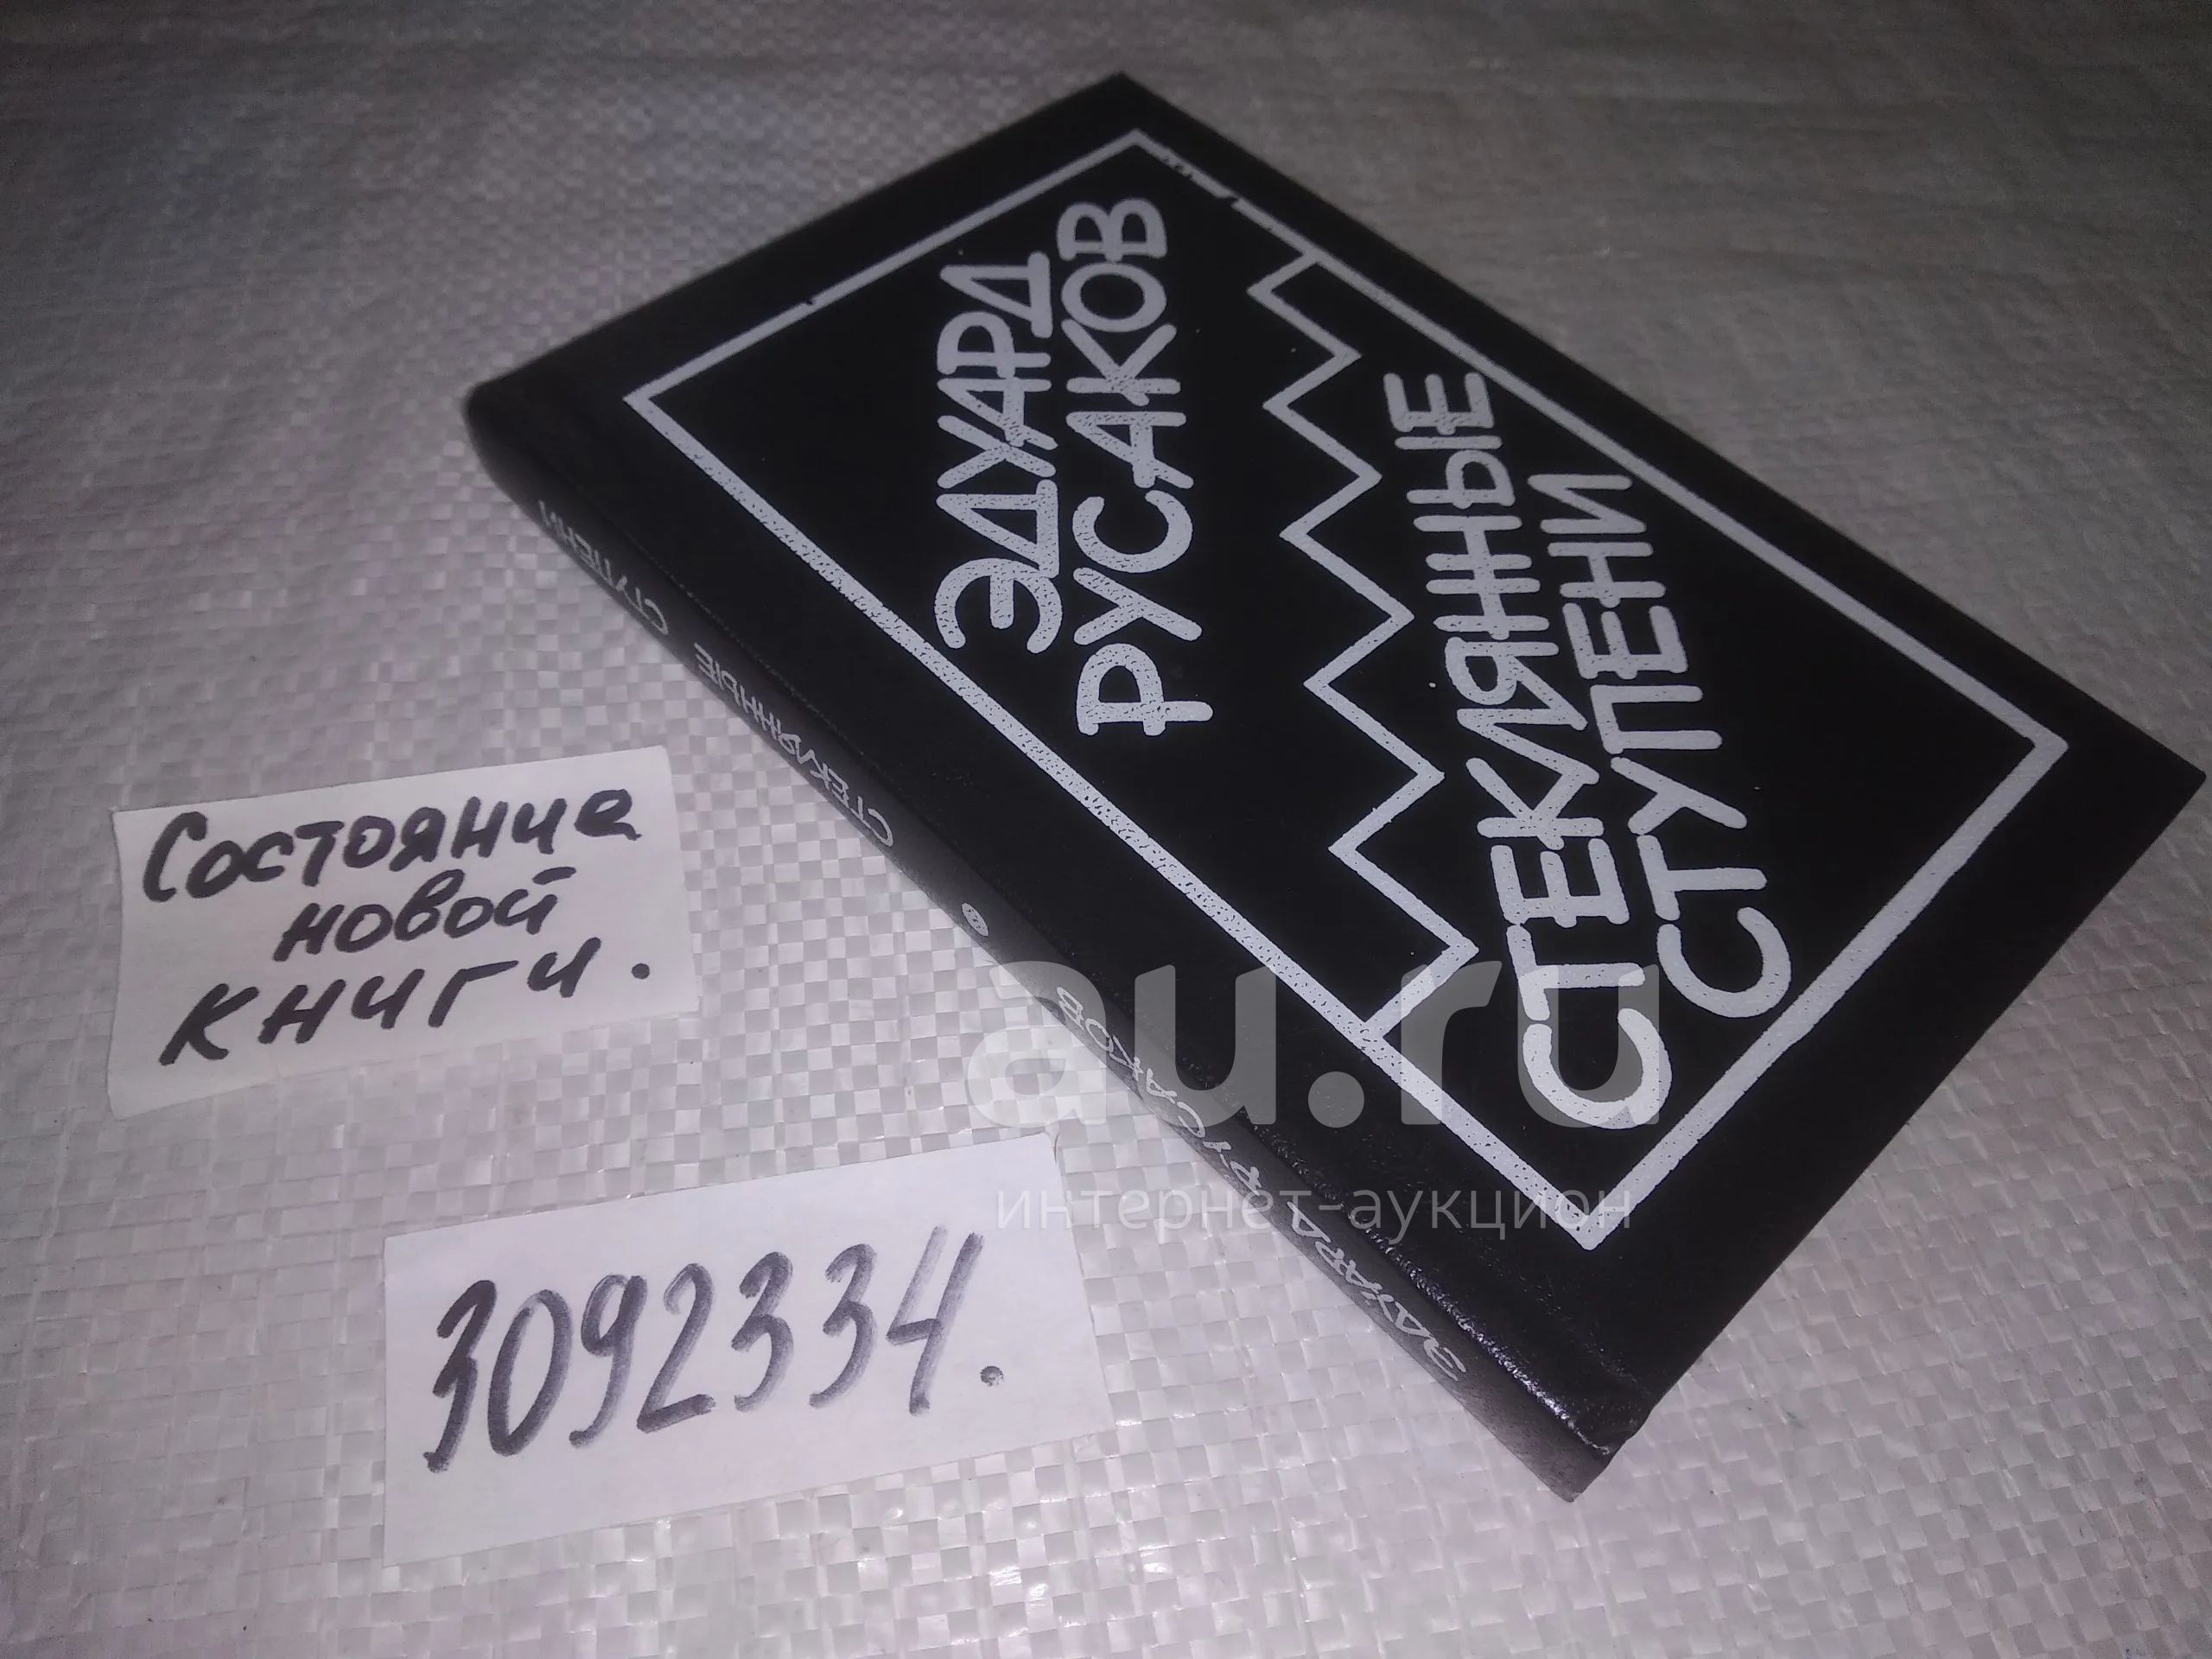 ЭДУАРД
РУСАКОВ
СТЕКЛЯННЫЕ
СТУПЕНИ
ЭДУАРД РУСАКОВ • СТЕКЛЯННЫЕ СТУПЕНИ
Состояние
новой
книги.
3092334.
au.ru
интернет-аукцион